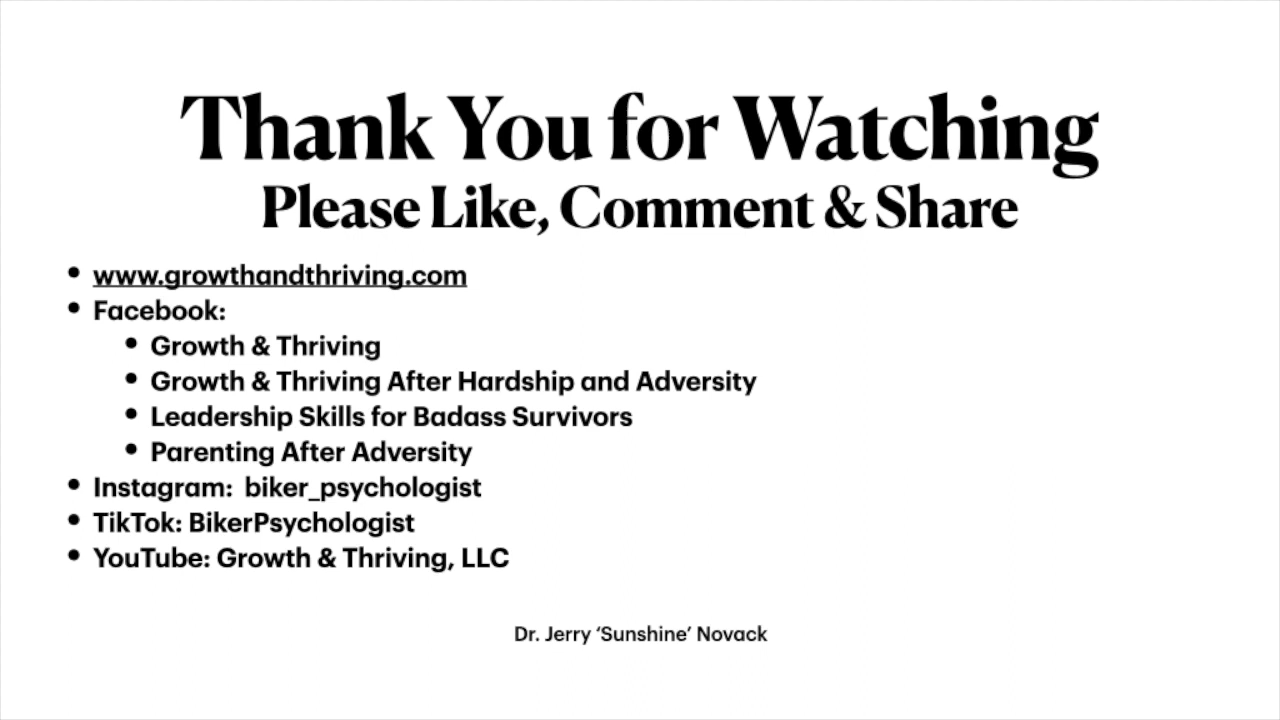 Thank You for Watching
Please Like, Comment & Share
• www.growthandthriving.com
• Facebook:
• Growth & Thriving
• Growth & Thriving After Hardship and Adversity
• Leadership Skills for Badass Survivors
• Parenting After Adversity
• Instagram:  biker_psychologist
• TikTok: BikerPsychologist
• YouTube: Growth & Thriving, LLC
Dr. Jerry ‘Sunshine’ Novack